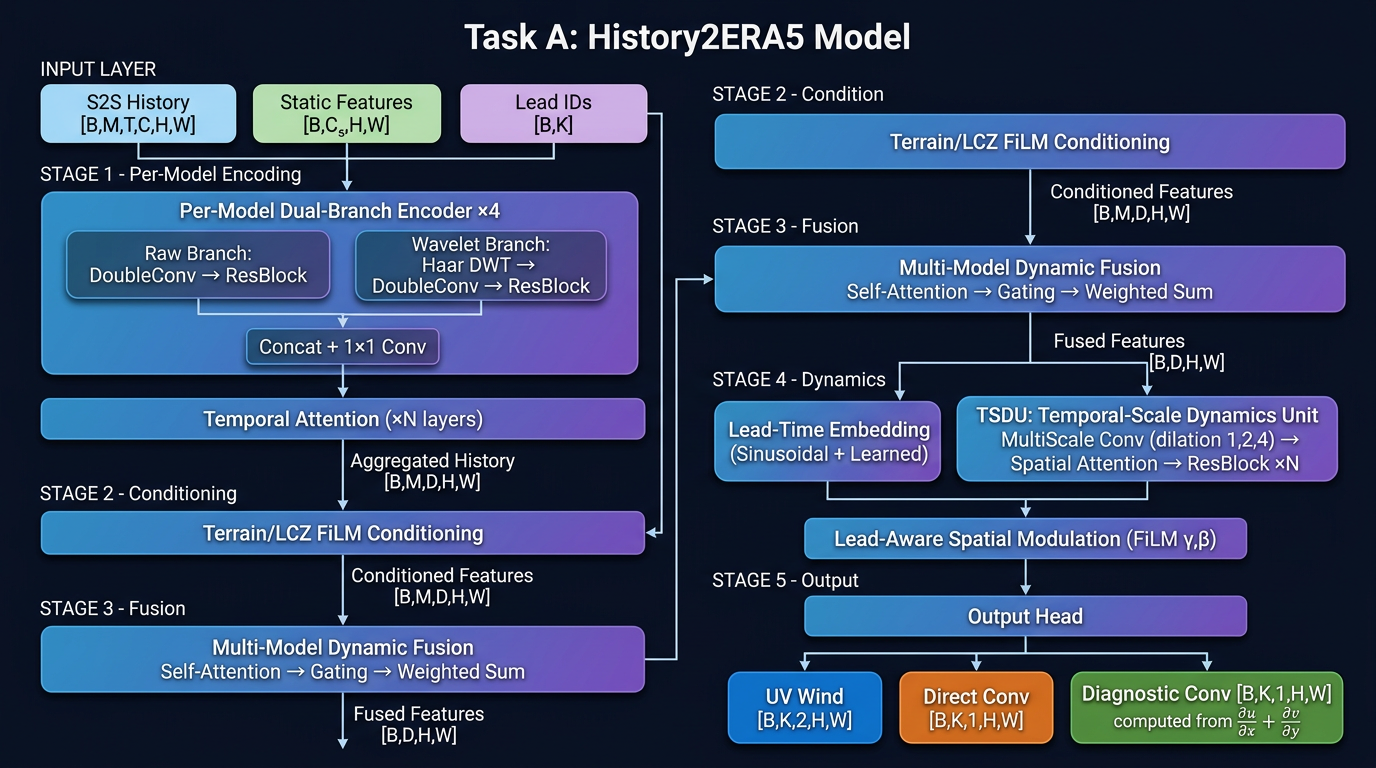 Task A: History2ERA5 Model
INPUT LAYER
S2S History
[B,M,T,C,H,W]
Static Features
[B,Cₛ,H,W]
Lead IDs
[B,K]
STAGE 1 - Per-Model Encoding
Per-Model Dual-Branch Encoder ×4
Raw Branch:
DoubleConv → ResBlock
Wavelet Branch:
Haar DWT →
DoubleConv → ResBlock
Concat + 1×1 Conv
Temporal Attention (×N layers)
Aggregated History
[B,M,D,H,W]
STAGE 2 - Conditioning
Terrain/LCZ FiLM Conditioning
Conditioned Features
[B,M,D,H,W]
STAGE 3 - Fusion
Multi-Model Dynamic Fusion
Self-Attention → Gating → Weighted Sum
Fused Features
[B,D,H,W]
STAGE 2 - Condition
Terrain/LCZ FiLM Conditioning
Conditioned Features
[B,M,D,H,W]
STAGE 3 - Fusion
Multi-Model Dynamic Fusion
Self-Attention → Gating → Weighted Sum
Fused Features
[B,D,H,W]
STAGE 4 - Dynamics
Lead-Time Embedding
(Sinusoidal + Learned)
TSDU: Temporal-Scale Dynamics Unit
MultiScale Conv (dilation 1,2,4) →
Spatial Attention → ResBlock ×N
Lead-Aware Spatial Modulation (FiLM γ,β)
STAGE 5 - Output
Output Head
UV Wind
[B,K,2,H,W]
Direct Conv
[B,K,1,H,W]
Diagnostic Conv [B,K,1,H,W]
computed from ∂u/∂x + ∂v/∂y